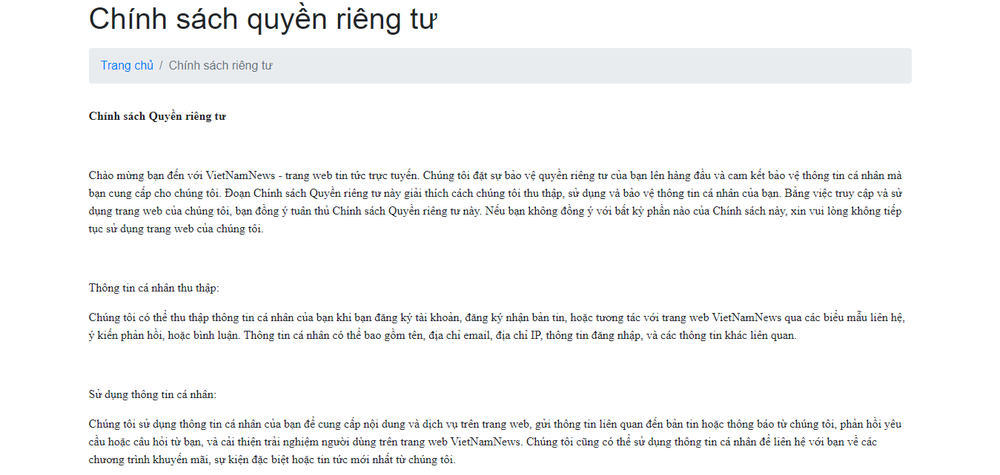 Chính sách quyền riêng tư
Trang chủ / Chính sách riêng tư
Chính sách Quyền riêng tư
Chào mừng bạn đến với VietNamNews - trang web tin tức trực tuyến. Chúng tôi đặt sự bảo vệ quyền riêng tư của bạn lên hàng đầu và cam kết bảo vệ thông tin cá nhân mà
bạn cung cấp cho chúng tôi. Đoạn Chính sách Quyền riêng tư này giải thích cách chúng tôi thu thập, sử dụng và bảo vệ thông tin cá nhân của bạn. Bằng việc truy cập và sử
dụng trang web của chúng tôi, bạn đồng ý tuân thủ Chính sách Quyền riêng tư này. Nếu bạn không đồng ý với bất kỳ phần nào của Chính sách này, xin vui lòng không tiếp
tục sử dụng trang web của chúng tôi.
Thông tin cá nhân thu thập:
Chúng tôi có thể thu thập thông tin cá nhân của bạn khi bạn đăng ký tài khoản, đăng ký nhận bản tin, hoặc tương tác với trang web VietNamNews qua các biểu mẫu liên hệ,
ý kiến phản hồi, hoặc bình luận. Thông tin cá nhân có thể bao gồm tên, địa chỉ email, địa chỉ IP, thông tin đăng nhập, và các thông tin khác liên quan.
Sử dụng thông tin cá nhân:
Chúng tôi sử dụng thông tin cá nhân của bạn để cung cấp nội dung và dịch vụ trên trang web, gửi thông tin liên quan đến bản tin hoặc thông báo từ chúng tôi, phản hồi yêu
cầu hoặc câu hỏi từ bạn, và cải thiện trải nghiệm người dùng trên trang web VietNamNews. Chúng tôi cũng có thể sử dụng thông tin cá nhân để liên hệ với bạn về các
chương trình khuyến mãi, sự kiện đặc biệt hoặc tin tức mới nhất từ chúng tôi.